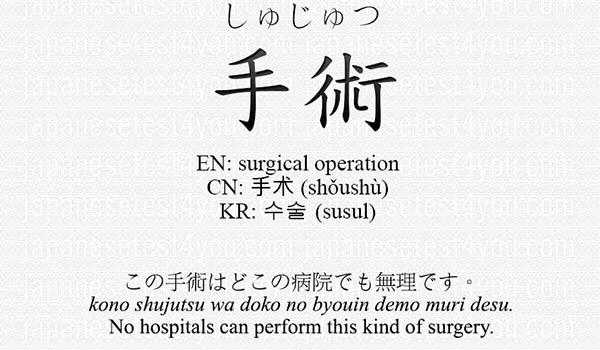 しゅじゅつ
手術
EN: surgical operation
CN: 手术 (shǒushù)
KR: 수술 (susul)
この手術はどこの病院でも無理です。
kono shujutsu wa doko no byouin demo muri desu.
No hospitals can perform this kind of surgery.